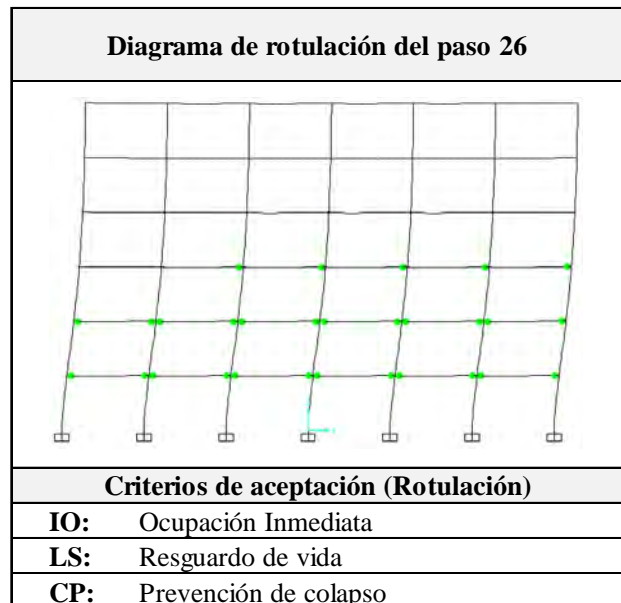 Diagrama de rotulación del paso 26
Criterios de aceptación (Rotulación)
IO: Ocupación Inmediata
LS: Resguardo de vida
CP: Prevención de colapso